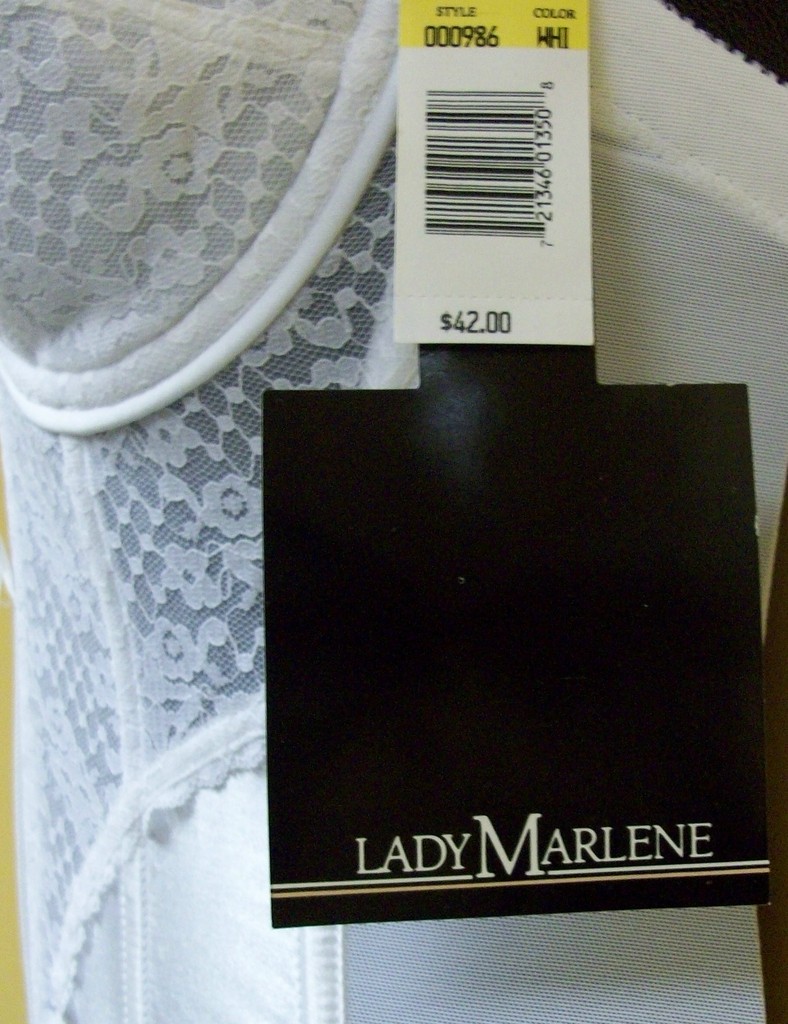 STYLE COLOR
000986 WHI
7 21346 01350 8
$42.00
LADY MARLENE